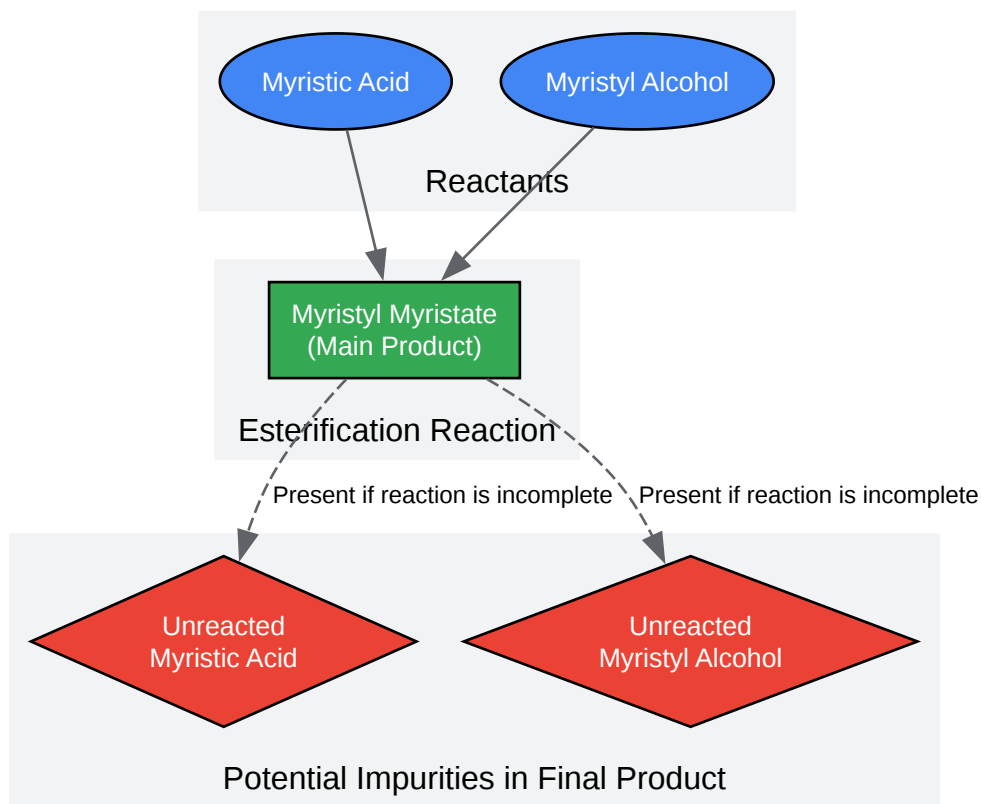 Myristic Acid
Myristyl Alcohol
Reactants
Myristyl Myristate
(Main Product)
Esterification Reaction
Present if reaction is incomplete
Present if reaction is incomplete
Unreacted
Myristic Acid
Unreacted
Myristyl Alcohol
Potential Impurities in Final Product